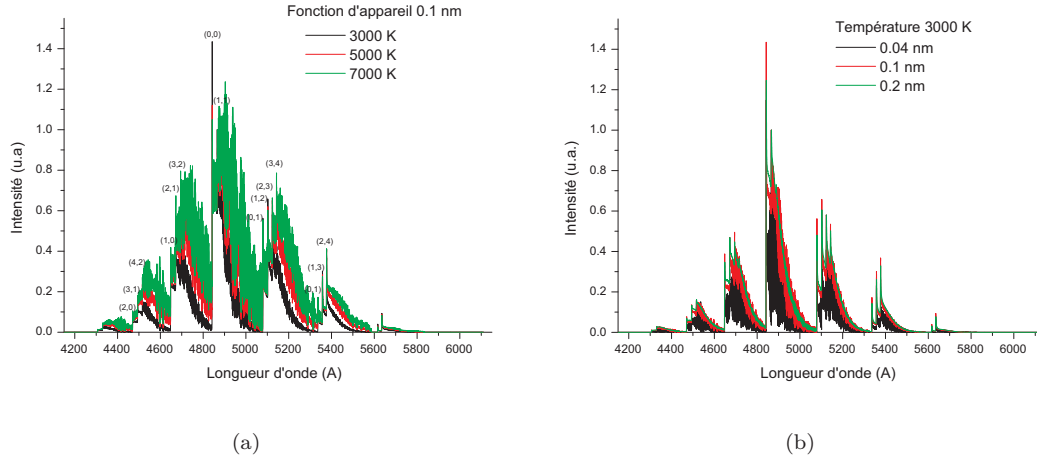 Fonction d'appareil 0.1 nm
3000 K
5000 K
7000 K
Intensité (u.a)
1.4
1.2
1.0
0.8
0.6
0.4
0.2
0.0
(0,0)
(3,2)
(2,1)
(1,0)
(4,2)
(3,1)
(2,0)
(3,4)
(2,3)
(1,2)
(0,1)
(2,4)
(1,3)
(0,1)
4200 4400 4600 4800 5000 5200 5400 5600 5800 6000
Longueur d'onde (A)
(a)
Température 3000 K
0.04 nm
0.1 nm
0.2 nm
Intensité (u.a.)
1.4
1.2
1.0
0.8
0.6
0.4
0.2
0.0
4200 4400 4600 4800 5000 5200 5400 5600 5800 6000
Longueur d'onde (A)
(b)